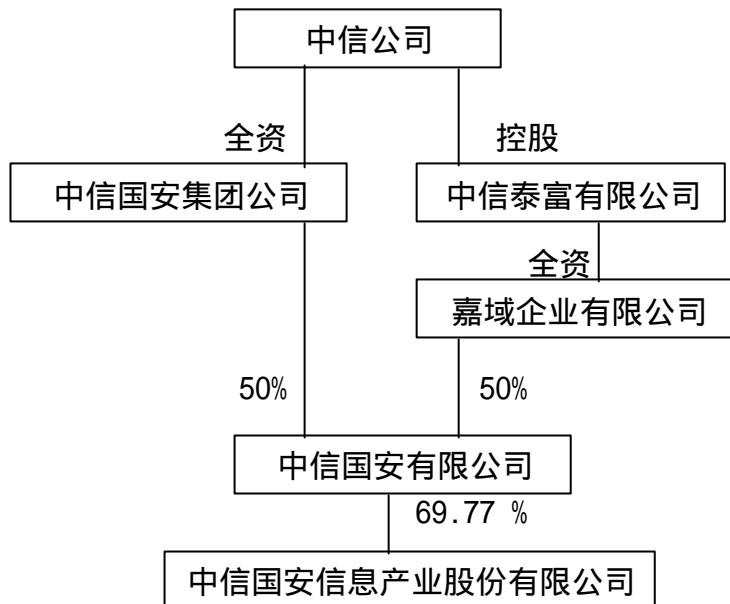 中信公司
全资
控股
中信国安集团公司
中信泰富有限公司
全资
嘉域企业有限公司
50%
50%
中信国安有限公司
69.77 %
中信国安信息产业股份有限公司